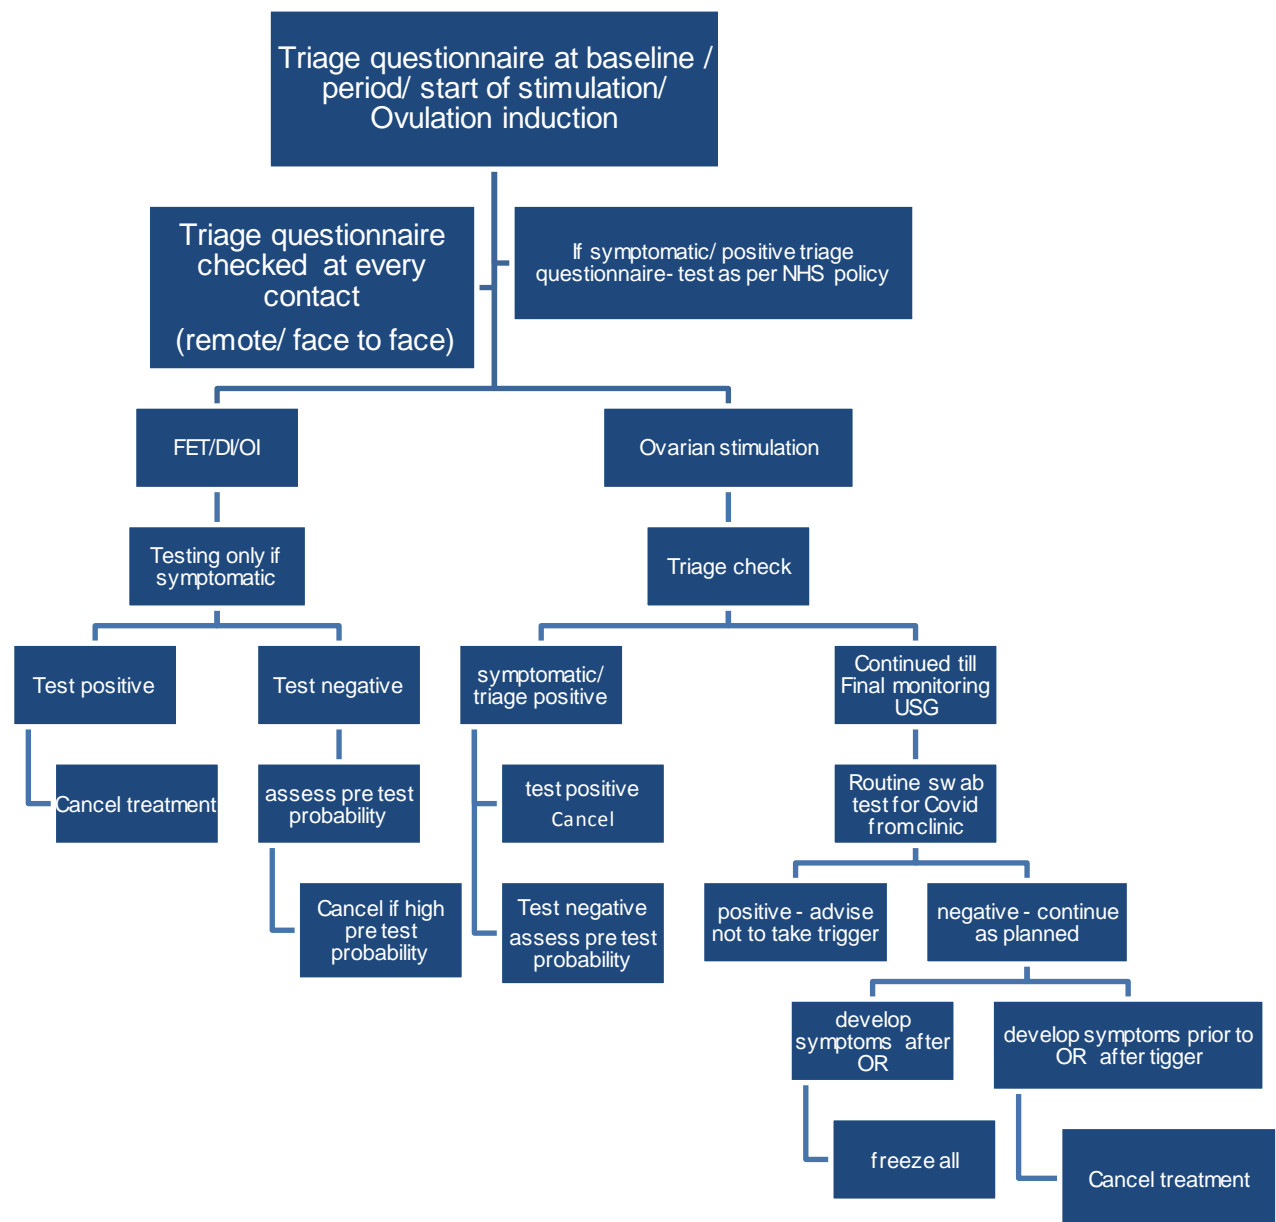 Triage questionnaire at baseline /
period/ start of stimulation/
Ovulation induction
Triage questionnaire
checked at every
contact
(remote/ face to face)
If symptomatic/ positive triage
questionnaire- test as per NHS policy
FET/DI/OI
Ovarian stimulation
Testing only if
symptomatic
Triage check
Test positive
Test negative
symptomatic/
triage positive
Continued till
Final monitoring
USG
Cancel treatment
assess pre test
probability
test positive
Cancel
Routine swab
test for Covid
from clinic
Cancel if high
pre test
probability
Test negative
assess pre test
probability
positive - advise
not to take trigger
negative - continue
as planned
develop
symptoms after
OR
develop symptoms prior to
OR after tigger
freeze all
Cancel treatment